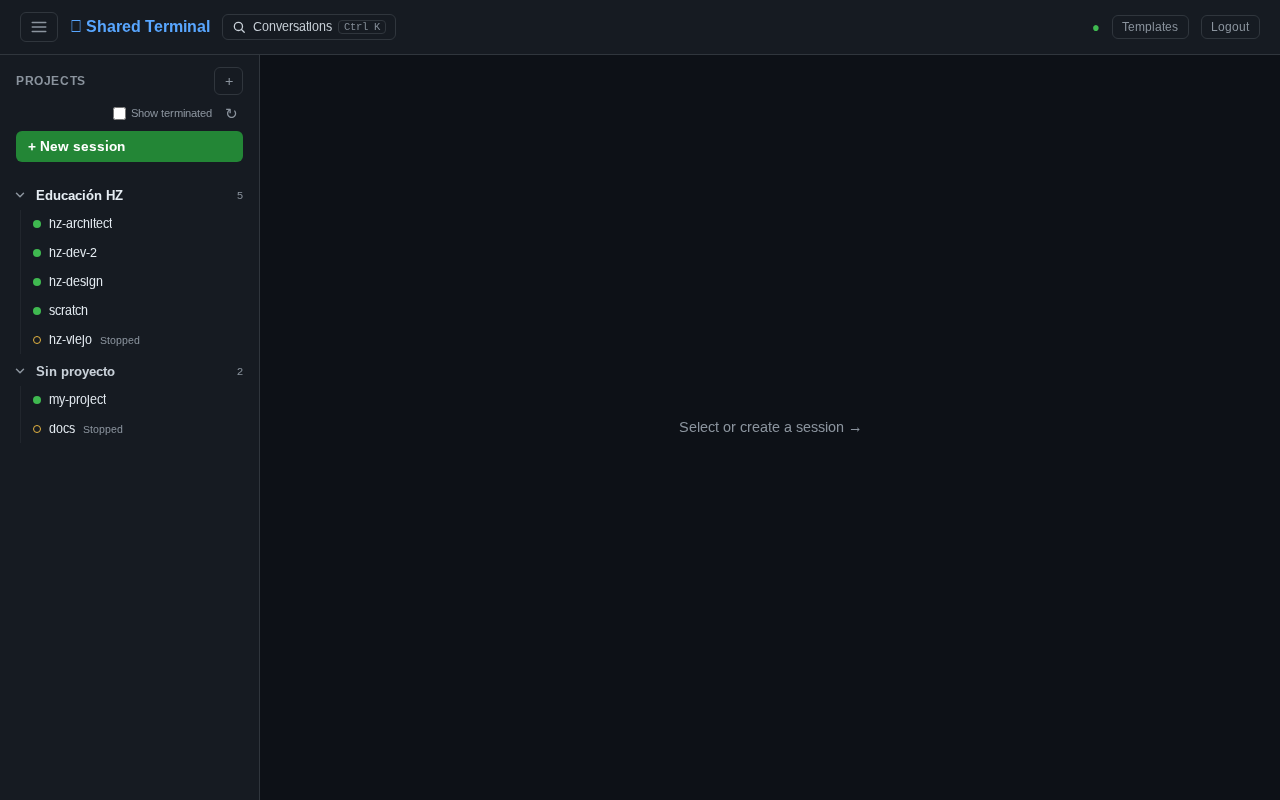 Shared Terminal
Conversations Ctrl K
Templates
Logout
PROJECTS
+
Show terminated ↻
+ New session
Educación HZ 5
hz-architect
hz-dev-2
hz-design
scratch
hz-viejo Stopped
Sin proyecto 2
my-project
docs Stopped
Select or create a session →